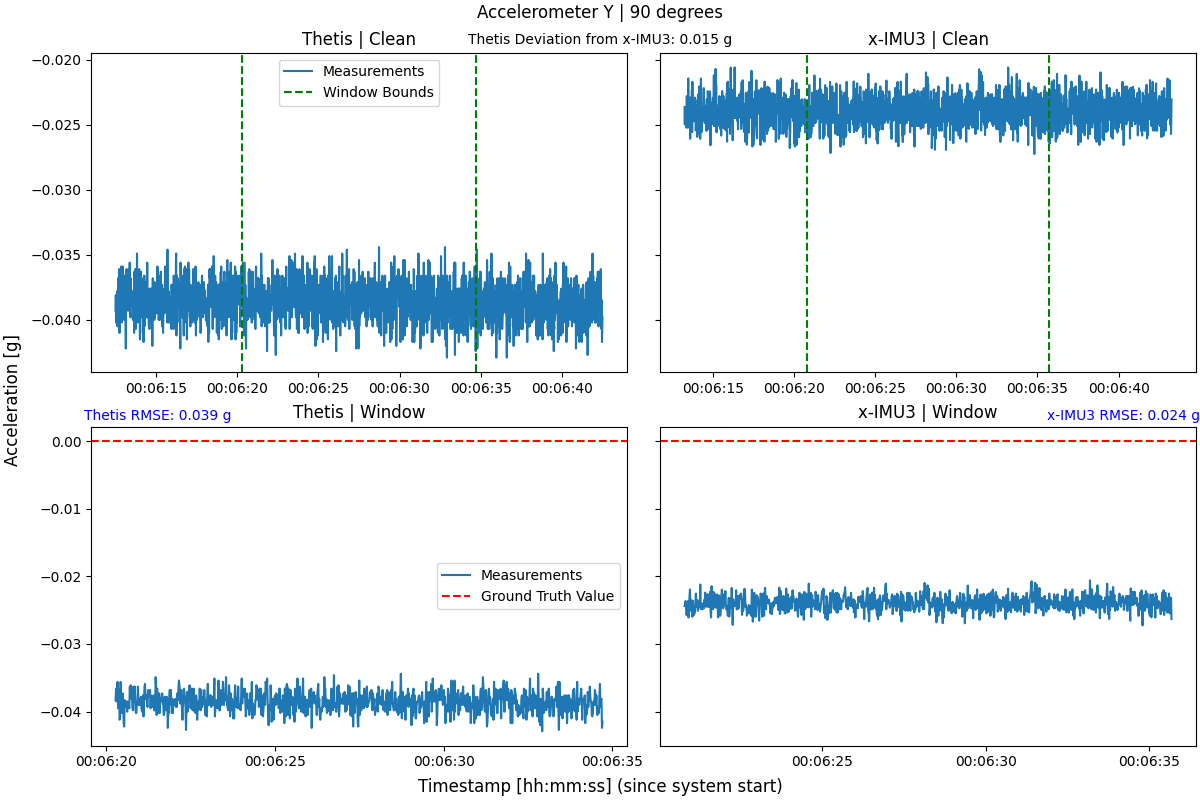 Accelerometer Y | 90 degrees
Thetis | Clean
Thetis Deviation from x-IMU3: 0.015 g
x-IMU3 | Clean
Measurements
Window Bounds
−0.020
−0.025
−0.030
−0.035
−0.040
00:06:15
00:06:20
00:06:25
00:06:30
00:06:35
00:06:40
00:06:15
00:06:20
00:06:25
00:06:30
00:06:35
00:06:40
Acceleration [g]
Thetis RMSE: 0.039 g
Thetis | Window
x-IMU3 | Window
x-IMU3 RMSE: 0.024 g
0.00
−0.01
−0.02
−0.03
−0.04
Measurements
Ground Truth Value
00:06:20
00:06:25
00:06:30
00:06:35
00:06:25
00:06:30
00:06:35
Timestamp [hh:mm:ss] (since system start)